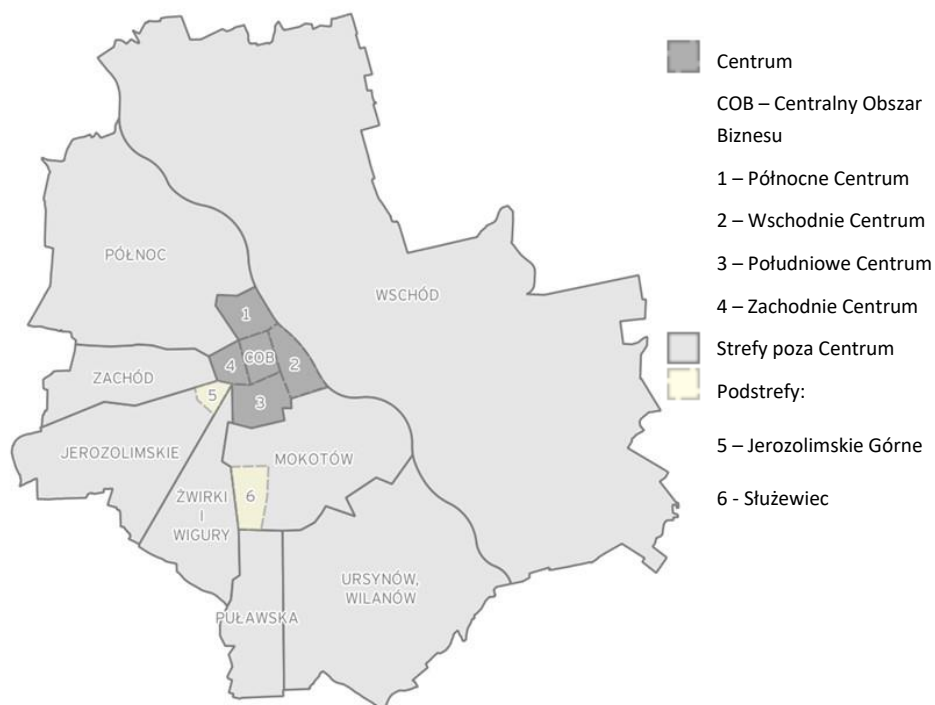 PÓŁNOC
WSCHÓD
1
COB
2
4
3
ZACHÓD
5
JEROZOLIMSKIE
MOKOTÓW
6
ŻWIRKI
I
WIGURY
URSYNÓW,
WILANÓW
PUŁAWSKA
Centrum
COB – Centralny Obszar
Biznesu
1 – Północne Centrum
2 – Wschodnie Centrum
3 – Południowe Centrum
4 – Zachodnie Centrum
Strefy poza Centrum
Podstrefy:
5 – Jerozolimskie Górne
6 - Służewiec